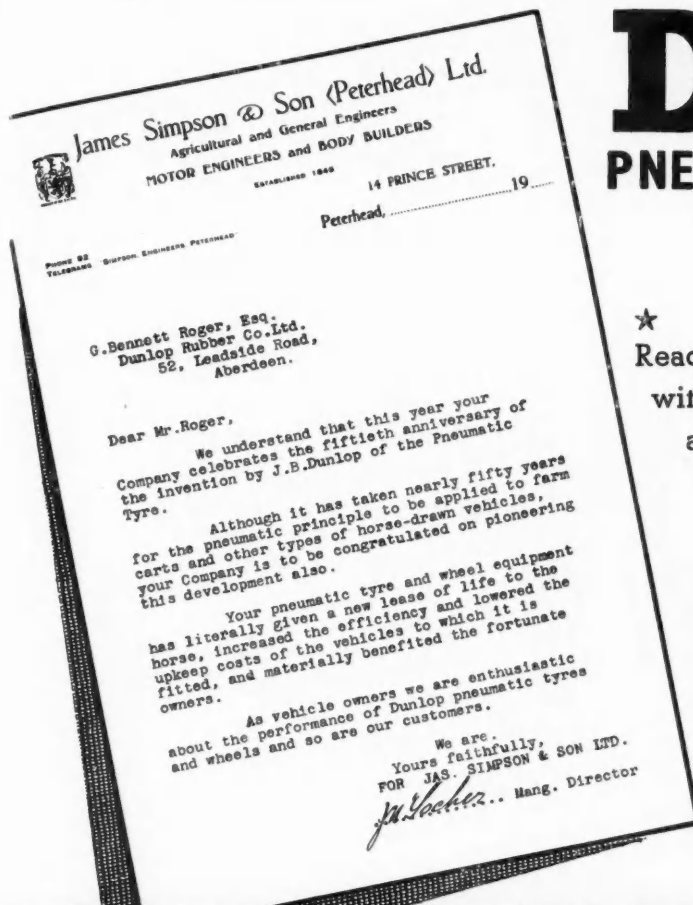 James Simpson & Son (Peterhead) Ltd.
Agricultural and General Engineers
MOTOR ENGINEERS and BODY BUILDERS
ESTABLISHED 1849
14 PRINCE STREET,
Peterhead, .................... 19......
PHONE 92
TELEGRAMS "SIMPSON, ENGINEERS PETERHEAD"
G.Bennett Roger, Esq.
Dunlop Rubber Co.Ltd.
52, Leadside Road,
Aberdeen.
Dear Mr.Roger,
We understand that this year your
Company celebrates the fiftieth anniversary of
the invention by J.B.Dunlop of the Pneumatic
Tyre.
Although it has taken nearly fifty years
for the pneumatic principle to be applied to farm
carts and other types of horse-drawn vehicles,
your Company is to be congratulated on pioneering
this development also.
Your pneumatic tyre and wheel equipment
has literally given a new lease of life to the
horse, increased the efficiency and lowered the
upkeep costs of the vehicles to which it is
fitted, and materially benefited the fortunate
owners.
As vehicle owners we are enthusiastic
about the performance of Dunlop pneumatic tyres
and wheels and so are our customers.
We are.
Yours faithfully,
FOR JAS. SIMPSON & SON LTD.
Mang. Director
D
PNE
Read
wit
a